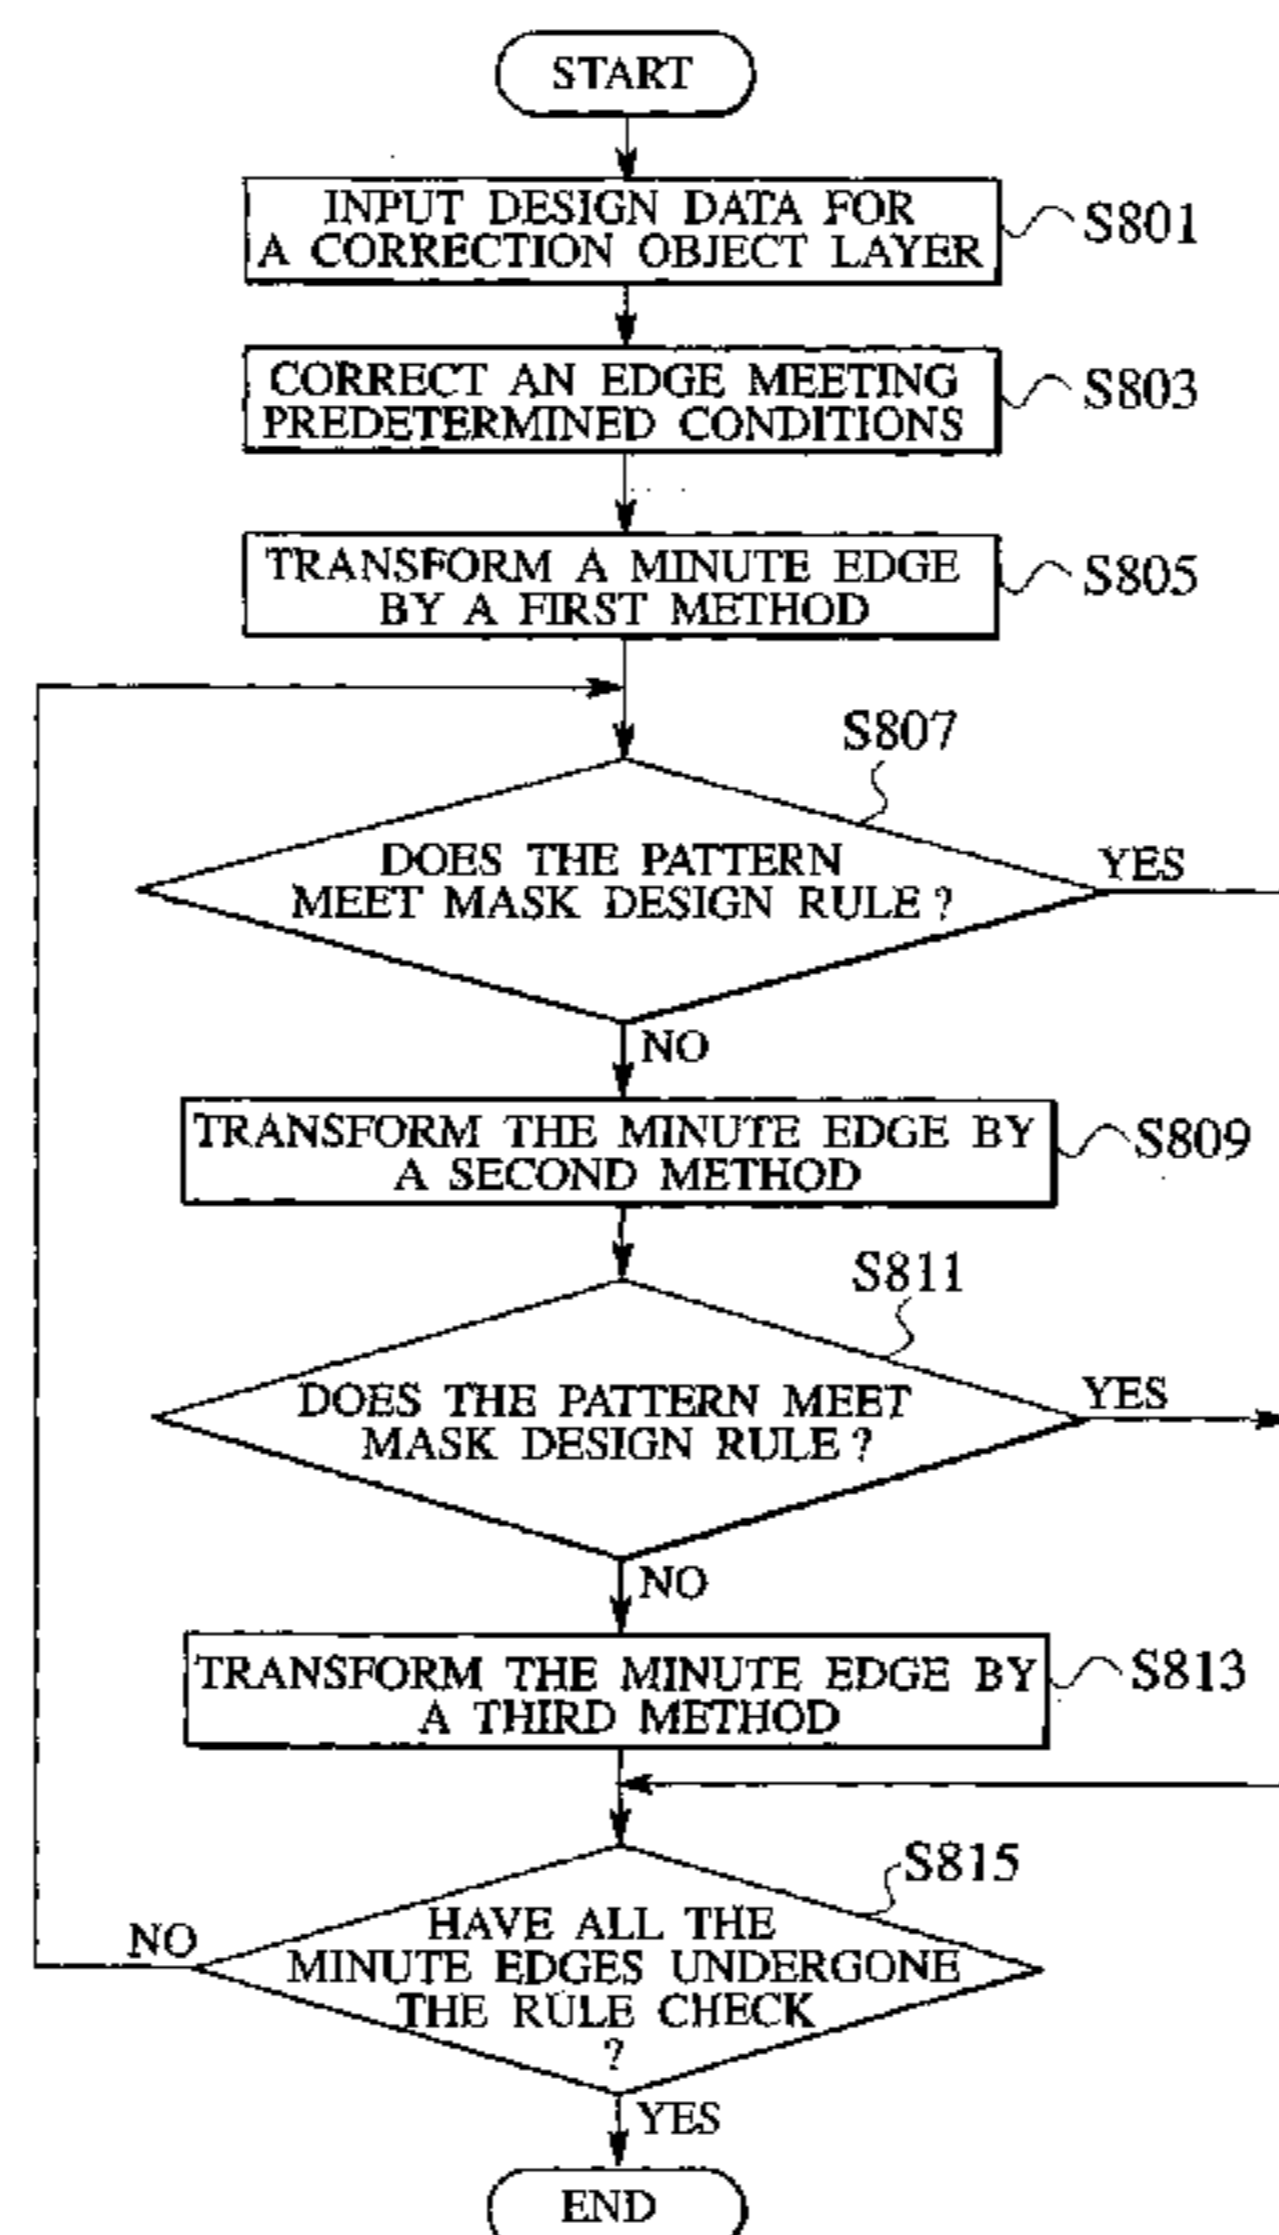 START
INPUT DESIGN DATA FOR
A CORRECTION OBJECT LAYER
S801
CORRECT AN EDGE MEETING
PREDETERMINED CONDITIONS
S803
TRANSFORM A MINUTE EDGE
BY A FIRST METHOD
S805
S807
DOES THE PATTERN
MEET MASK DESIGN RULE ?
YES
NO
TRANSFORM THE MINUTE EDGE BY
A SECOND METHOD
S809
S811
DOES THE PATTERN MEET
MASK DESIGN RULE ?
YES
NO
TRANSFORM THE MINUTE EDGE BY
A THIRD METHOD
S813
S815
HAVE ALL THE
MINUTE EDGES UNDERGONE
THE RULE CHECK
?
NO
YES
END